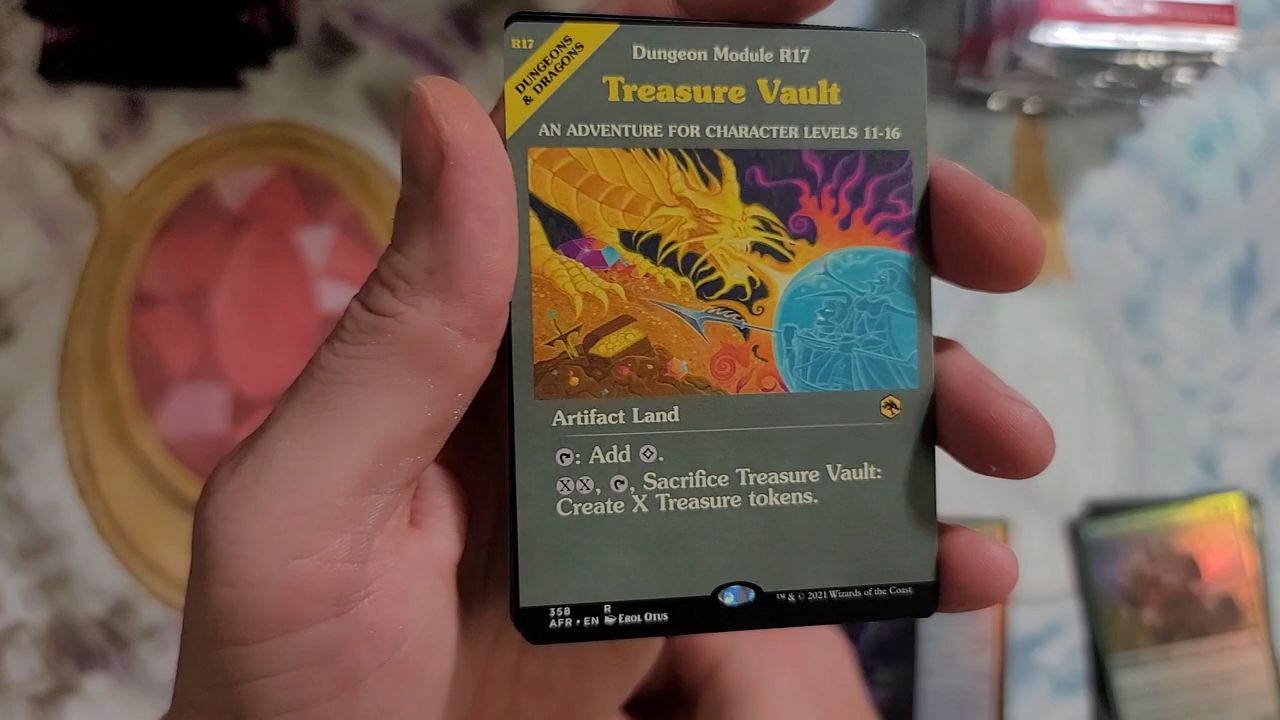 R17
DUNGEONS
& DRAGONS
Dungeon Module R17
Treasure Vault
AN ADVENTURE FOR CHARACTER LEVELS 11-16
Artifact Land
: Add .
XX, , Sacrifice Treasure Vault:
Create X Treasure tokens.
358 R
AFR • EN EROL OTUS
™ & © 2021 Wizards of the Coast